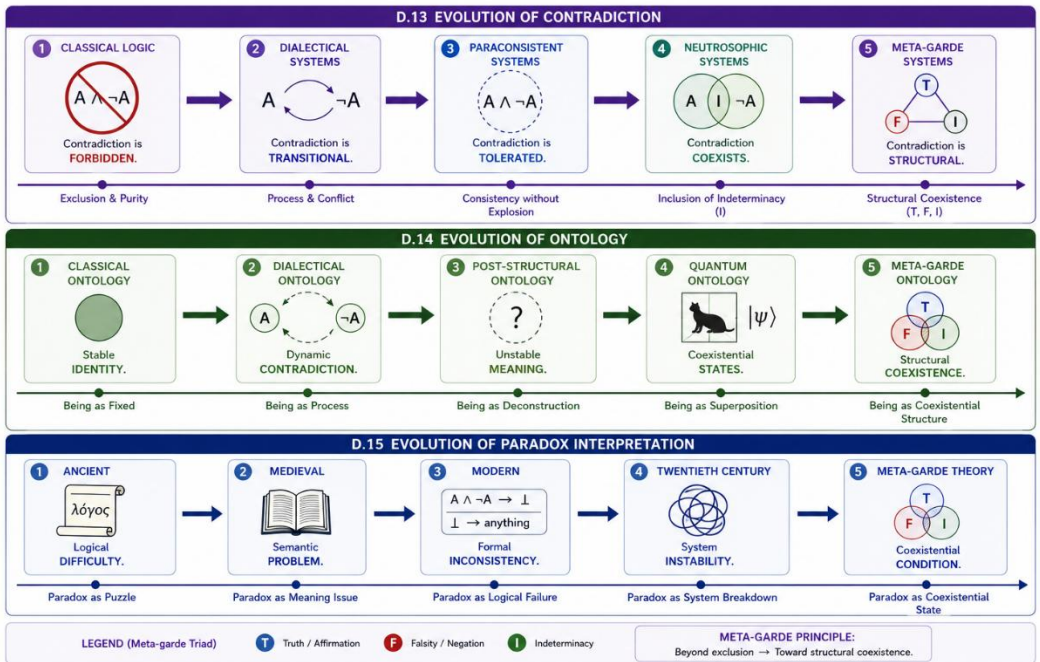 D.13 EVOLUTION OF CONTRADICTION
1 CLASSICAL LOGIC
A ∧ ¬A
Contradiction is
FORBIDDEN.
2 DIALECTICAL
SYSTEMS
A ¬A
Contradiction is
TRANSITIONAL.
3 PARACONSISTENT
SYSTEMS
A ∧ ¬A
Contradiction is
TOLERATED.
4 NEUTROSOPHIC
SYSTEMS
A I ¬A
Contradiction
COEXISTS.
5 META-GARDE
SYSTEMS
T
F I
Contradiction is
STRUCTURAL.
Exclusion & Purity
Process & Conflict
Consistency without
Explosion
Inclusion of Indeterminacy
(I)
Structural Coexistence
(T, F, I)
D.14 EVOLUTION OF ONTOLOGY
1 CLASSICAL
ONTOLOGY
Stable
IDENTITY.
2 DIALECTICAL
ONTOLOGY
A ¬A
Dynamic
CONTRADICTION.
3 POST-STRUCTURAL
ONTOLOGY
?
Unstable
MEANING.
4 QUANTUM
ONTOLOGY
|ψ⟩
Coexistential
STATES.
5 META-GARDE
ONTOLOGY
T
F I
Structural
COEXISTENCE.
Being as Fixed
Being as Process
Being as Deconstruction
Being as Superposition
Being as Coexistential
Structure
D.15 EVOLUTION OF PARADOX INTERPRETATION
1 ANCIENT
λόγος
Logical
DIFFICULTY.
2 MEDIEVAL
Semantic
PROBLEM.
3 MODERN
A ∧ ¬A → ⊥
⊥ → anything
Formal
INCONSISTENCY.
4 TWENTIETH CENTURY
System
INSTABILITY.
5 META-GARDE THEORY
T
F I
Coexistential
CONDITION.
Paradox as Puzzle
Paradox as Meaning Issue
Paradox as Logical Failure
Paradox as System Breakdown
Paradox as Coexistential
State
LEGEND (Meta-garde Triad)
T Truth / Affirmation
F Falsity / Negation
I Indeterminacy
META-GARDE PRINCIPLE:
Beyond exclusion → Toward structural coexistence.